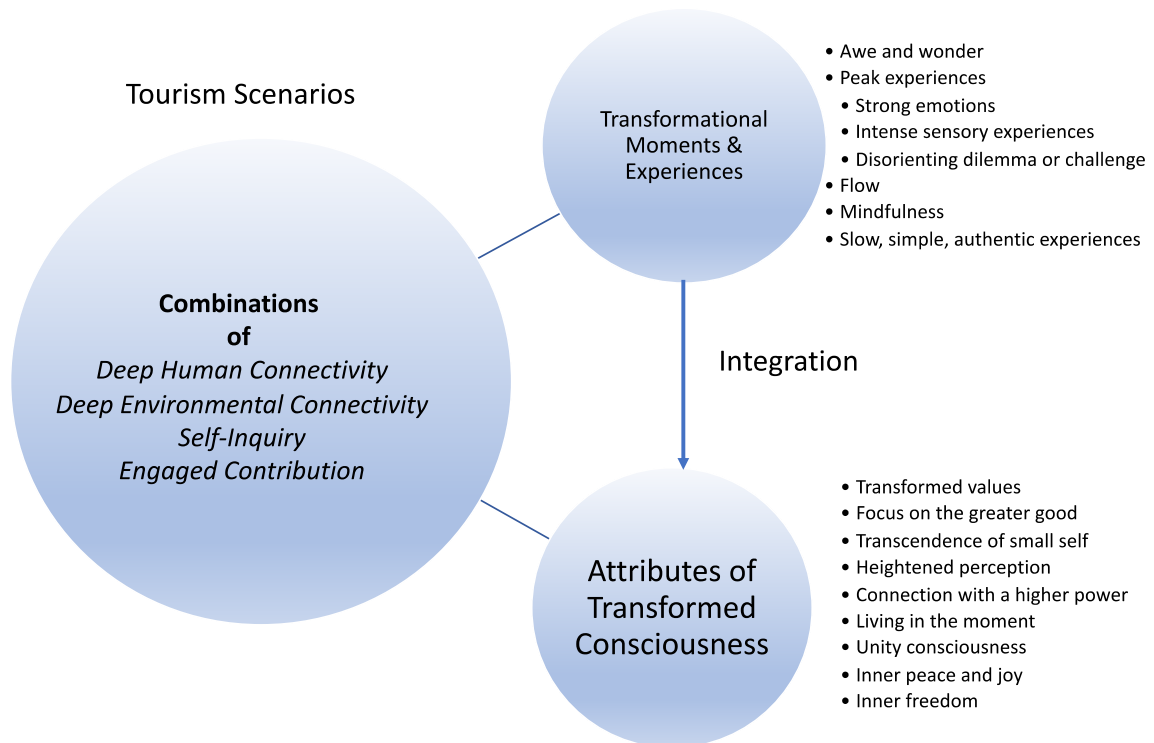 Tourism Scenarios
Combinations
of
Deep Human Connectivity
Deep Environmental Connectivity
Self-Inquiry
Engaged Contribution
Transformational
Moments &
Experiences
• Awe and wonder
• Peak experiences
• Strong emotions
• Intense sensory experiences
• Disorienting dilemma or challenge
• Flow
• Mindfulness
• Slow, simple, authentic experiences
Integration
Attributes of
Transformed
Consciousness
• Transformed values
• Focus on the greater good
• Transcendence of small self
• Heightened perception
• Connection with a higher power
• Living in the moment
• Unity consciousness
• Inner peace and joy
• Inner freedom